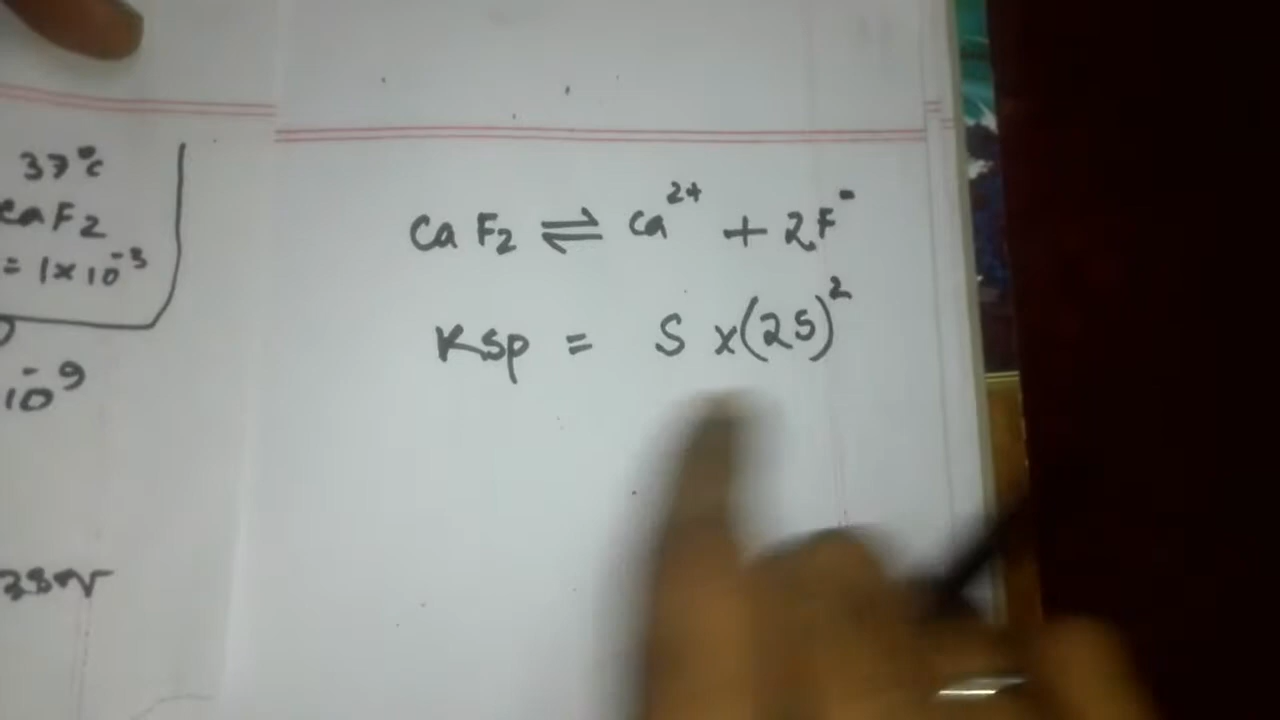 37°c
caF2
= 1×10⁻³
10⁻⁹
CaF₂ ⇌ Ca²⁺ + 2F⁻
Ksp = S × (2S)²